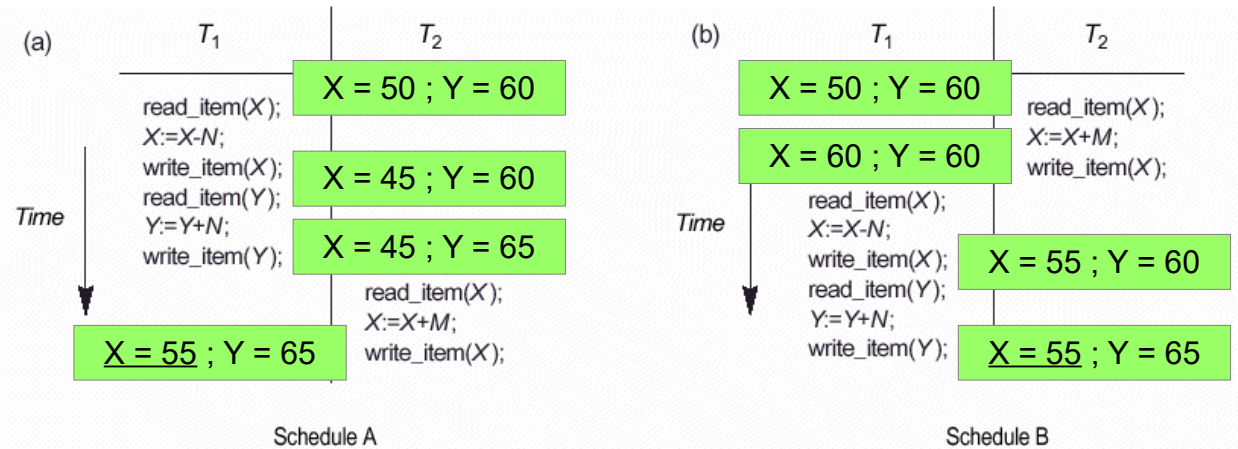 (a)
T1 T2
X = 50 ; Y = 60
read_item(X);
X:=X-N;
write_item(X);
X = 45 ; Y = 60
read_item(Y);
Y:=Y+N;
write_item(Y);
X = 45 ; Y = 65
Time
read_item(X);
X:=X+M;
write_item(X);
X = 55 ; Y = 65
Schedule A
(b)
T1 T2
X = 50 ; Y = 60
read_item(X);
X:=X+M;
write_item(X);
X = 60 ; Y = 60
Time
read_item(X);
X:=X-N;
write_item(X);
X = 55 ; Y = 60
read_item(Y);
Y:=Y+N;
write_item(Y);
X = 55 ; Y = 65
Schedule B